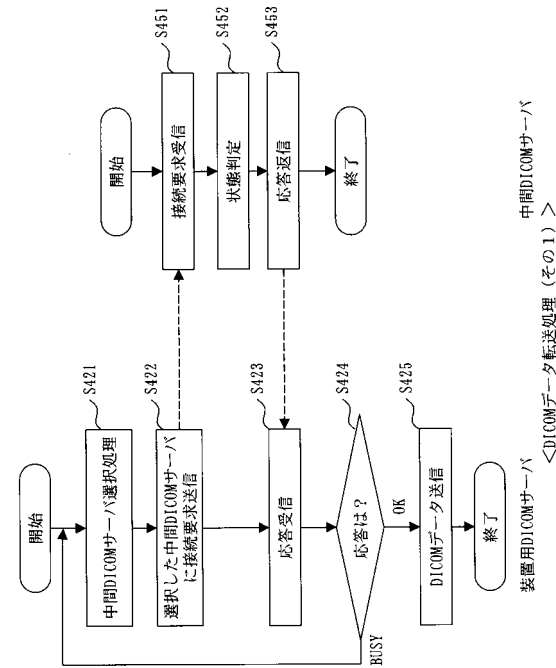 開始
S421
中間DICOMサーバ選択処理
S422
選択した中間DICOMサーバ
に接続要求送信
S423
応答受信
S424
応答は？
BUSY
OK
S425
DICOMデータ送信
終了
装置用DICOMサーバ
開始
S451
接続要求受信
S452
状態判定
S453
応答返信
終了
中間DICOMサーバ
＜DICOMデータ転送処理（その１）＞